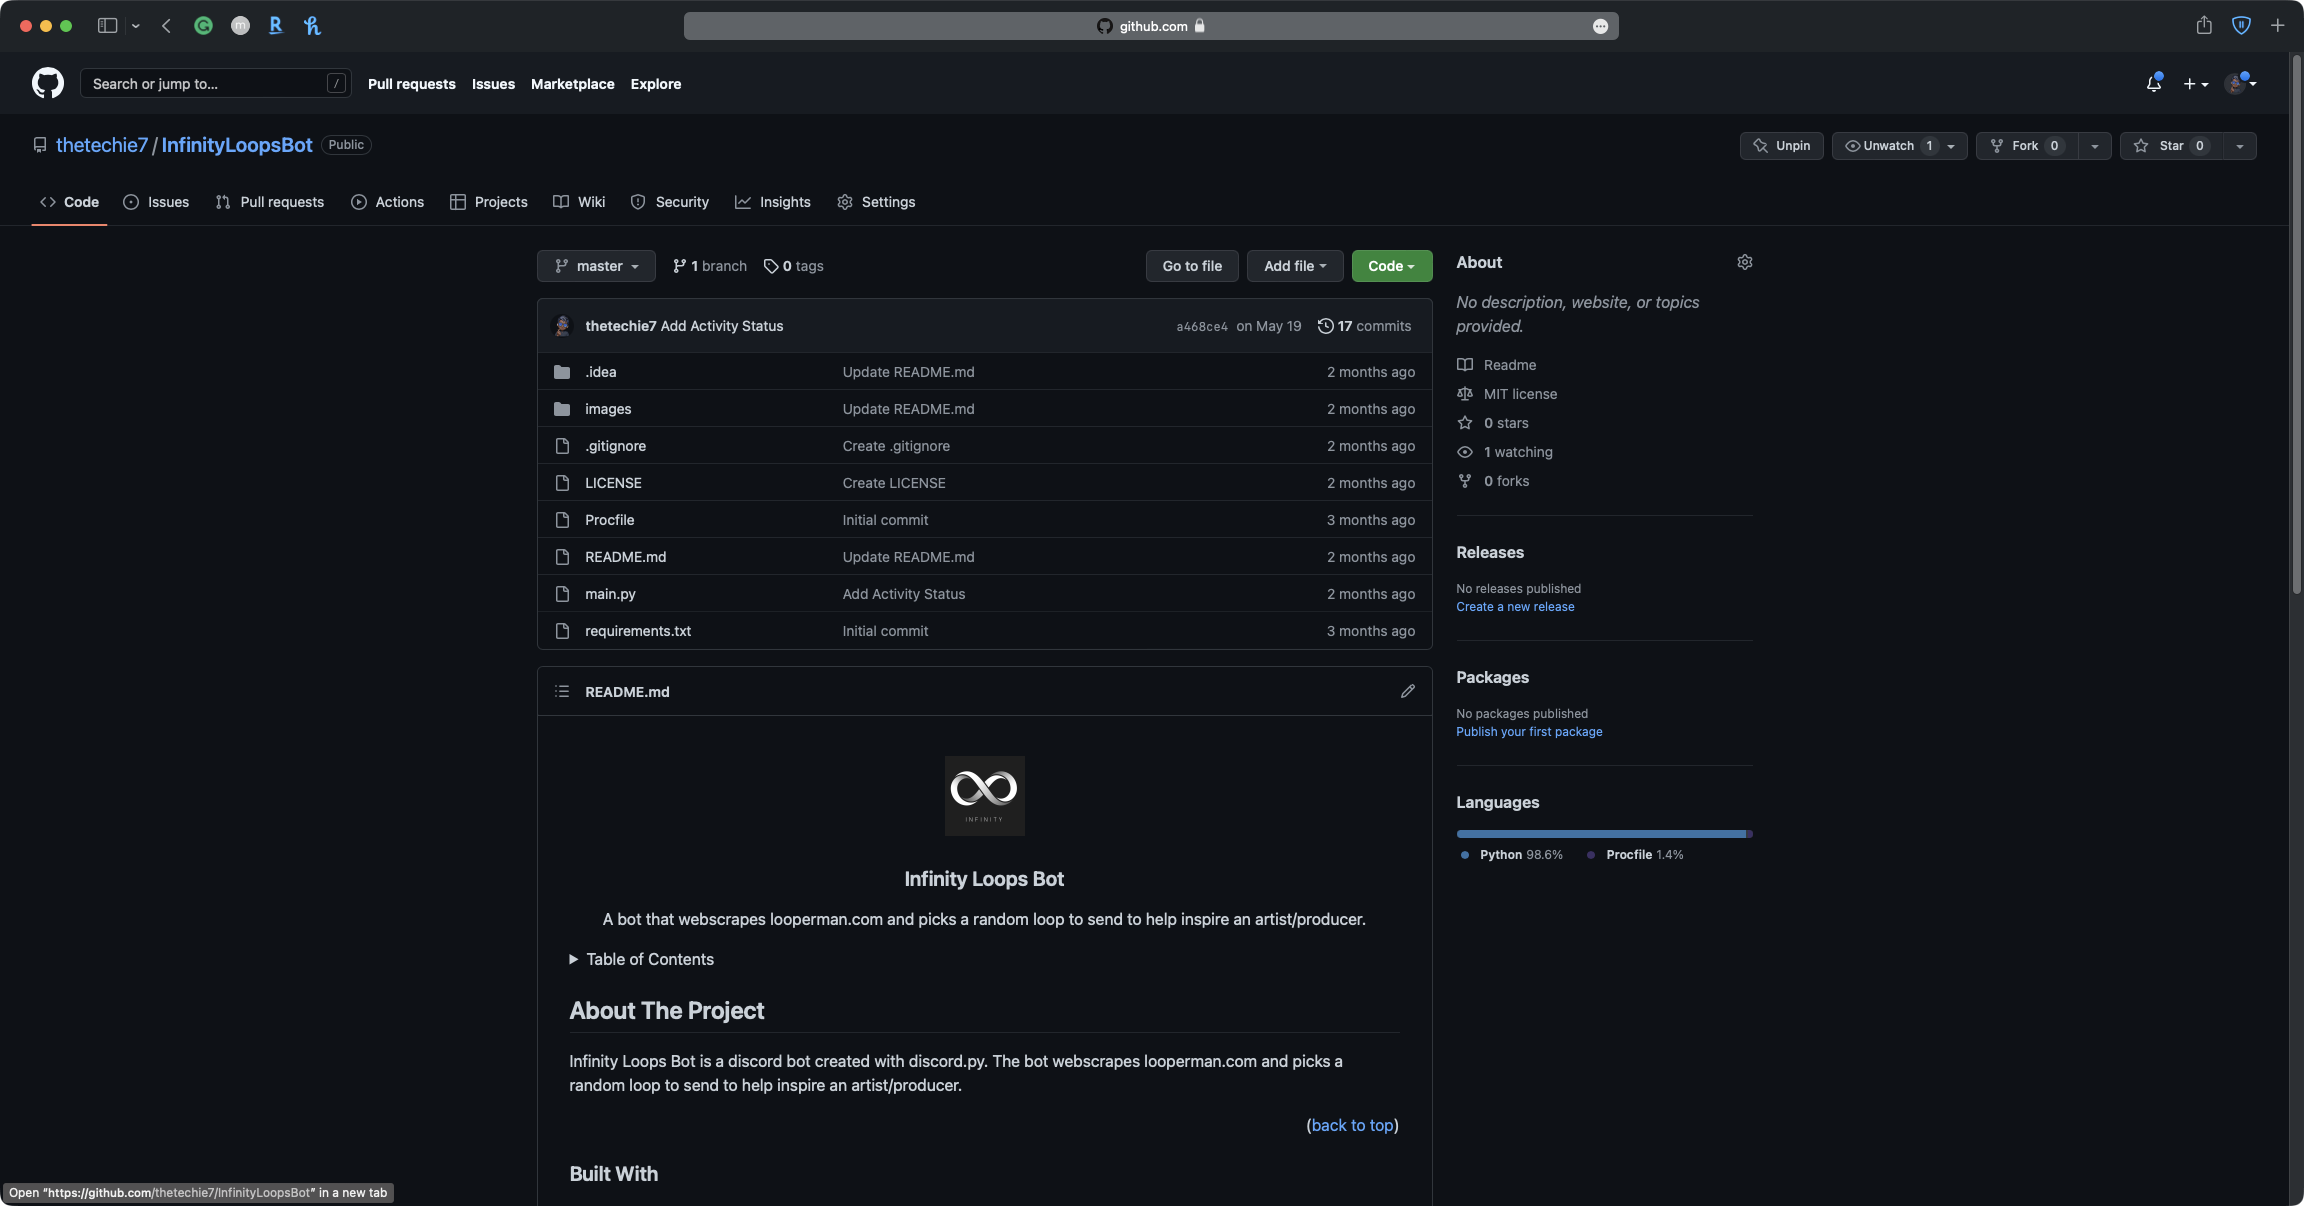 github.com
Search or jump to... /
Pull requests Issues Marketplace Explore
thetechie7 / InfinityLoopsBot Public
Unpin Unwatch 1 Fork 0 Star 0
Code Issues Pull requests Actions Projects Wiki Security Insights Settings
master 1 branch 0 tags Go to file Add file Code
thetechie7 Add Activity Status a468ce4 on May 19 17 commits
.idea Update README.md 2 months ago
images Update README.md 2 months ago
.gitignore Create .gitignore 2 months ago
LICENSE Create LICENSE 2 months ago
Procfile Initial commit 3 months ago
README.md Update README.md 2 months ago
main.py Add Activity Status 2 months ago
requirements.txt Initial commit 3 months ago
README.md
INFINITY
Infinity Loops Bot
A bot that webscrapes looperman.com and picks a random loop to send to help inspire an artist/producer.
Table of Contents
About The Project
Infinity Loops Bot is a discord bot created with discord.py. The bot webscrapes looperman.com and picks a
random loop to send to help inspire an artist/producer.
(back to top)
Built With
About
No description, website, or topics
provided.
Readme
MIT license
0 stars
1 watching
0 forks
Releases
No releases published
Create a new release
Packages
No packages published
Publish your first package
Languages
Python 98.6% Procfile 1.4%
Open "https://github.com/thetechie7/InfinityLoopsBot" in a new tab